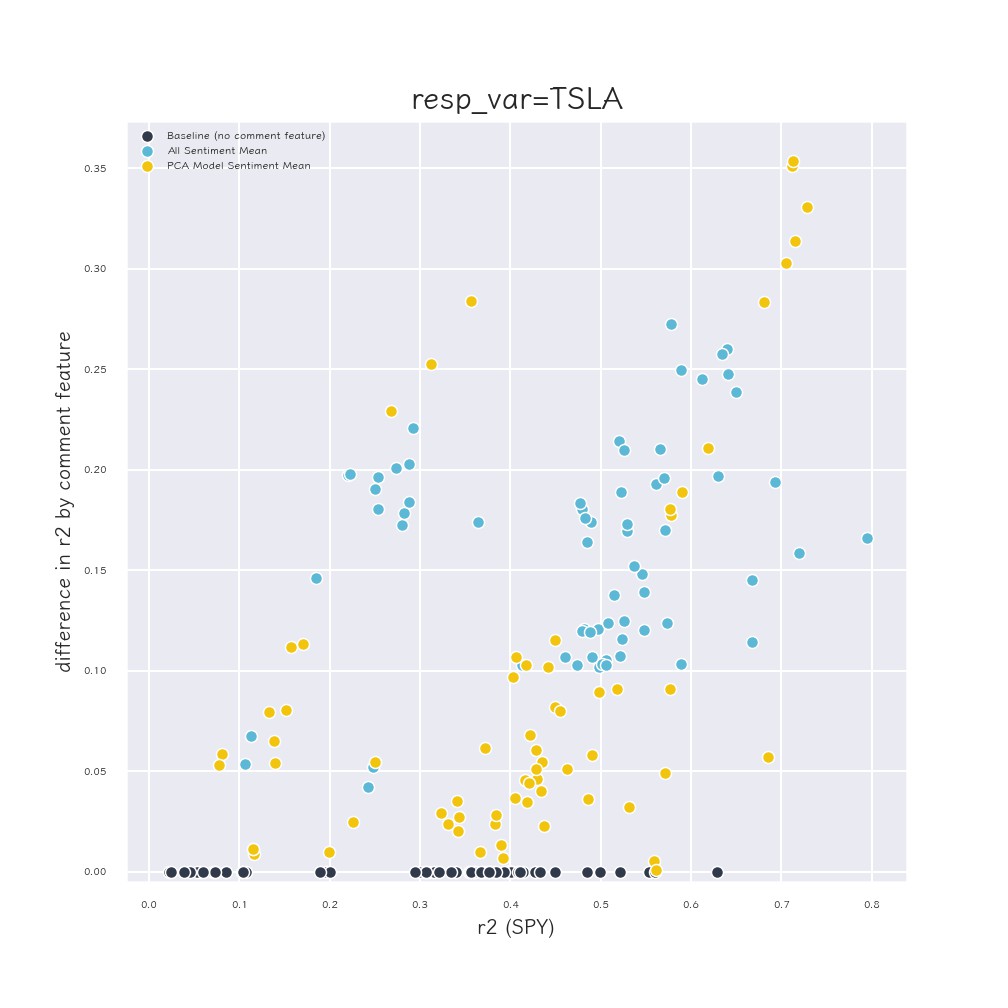 resp_var=TSLA
Baseline (no comment feature)
All Sentiment Mean
PCA Model Sentiment Mean
difference in r2 by comment feature
0.35
0.30
0.25
0.20
0.15
0.10
0.05
0.00
0.0 0.1 0.2 0.3 0.4 0.5 0.6 0.7 0.8
r2 (SPY)